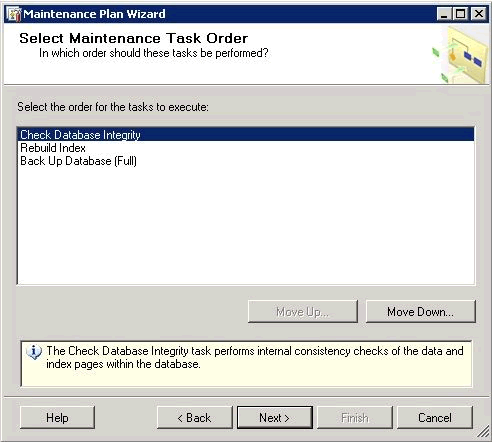 Maintenance Plan Wizard
Select Maintenance Task Order
In which order should these tasks be performed?
Select the order for the tasks to execute:
Check Database Integrity
Rebuild Index
Back Up Database (Full)
Move Up...
Move Down...
The Check Database Integrity task performs internal consistency checks of the data and
index pages within the database.
Help
< Back
Next >
Finish
Cancel